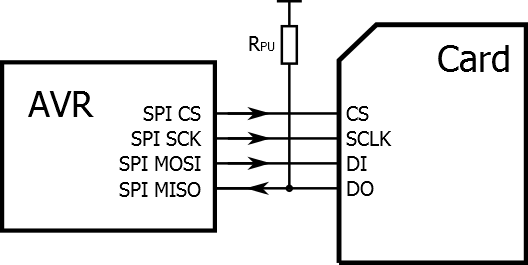 RPU
Card
AVR
SPI CS
CS
SPI SCK
SCLK
SPI MOSI
DI
SPI MISO
DO